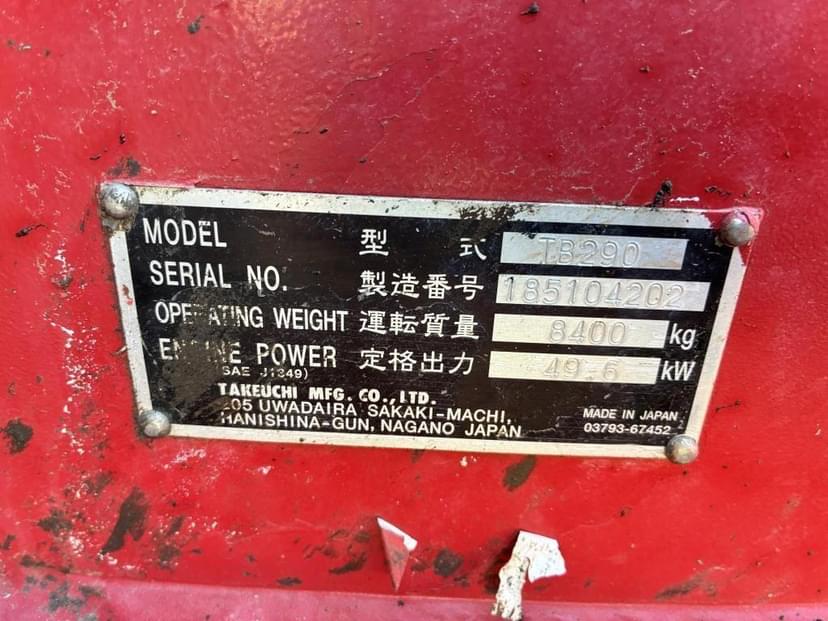 MODEL 型 式 TB290
SERIAL NO. 製造番号 185104202
OPERATING WEIGHT 運転質量 8400 kg
ENGINE POWER 定格出力 49.6 kW
(SAE J1349)
TAKEUCHI MFG. CO., LTD.
205 UWADAIRA SAKAKI-MACHI,
HANISHINA-GUN, NAGANO JAPAN
MADE IN JAPAN
03793-67452